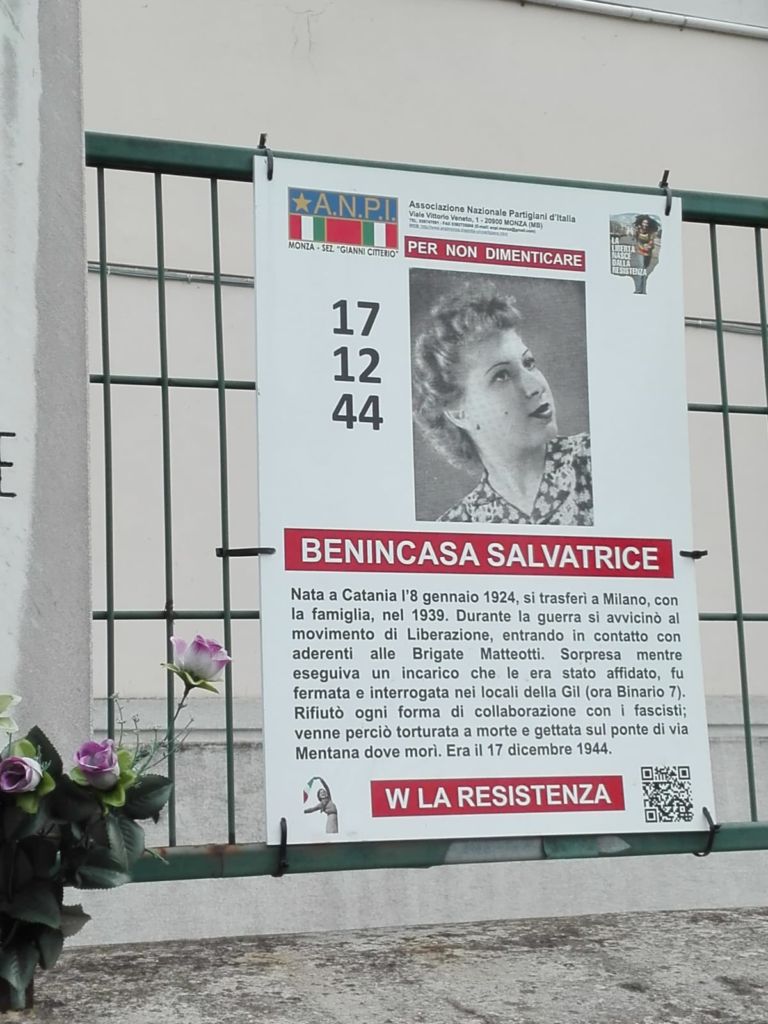 A.N.P.I.
MONZA - SEZ. "GIANNI CITTERIO"
Associazione Nazionale Partigiani d'Italia
Viale Vittorio Veneto, 1 - 20900 MONZA (MB)
PER NON DIMENTICARE
LA
LIBERTÀ
NASCE
DALLA
RESISTENZA
17
12
44
BENINCASA SALVATRICE
Nata a Catania l'8 gennaio 1924, si trasferì a Milano, con
la famiglia, nel 1939. Durante la guerra si avvicinò al
movimento di Liberazione, entrando in contatto con
aderenti alle Brigate Matteotti. Sorpresa mentre
eseguiva un incarico che le era stato affidato, fu
fermata e interrogata nei locali della Gil (ora Binario 7).
Rifiutò ogni forma di collaborazione con i fascisti;
venne perciò torturata a morte e gettata sul ponte di via
Mentana dove morì. Era il 17 dicembre 1944.
W LA RESISTENZA
E